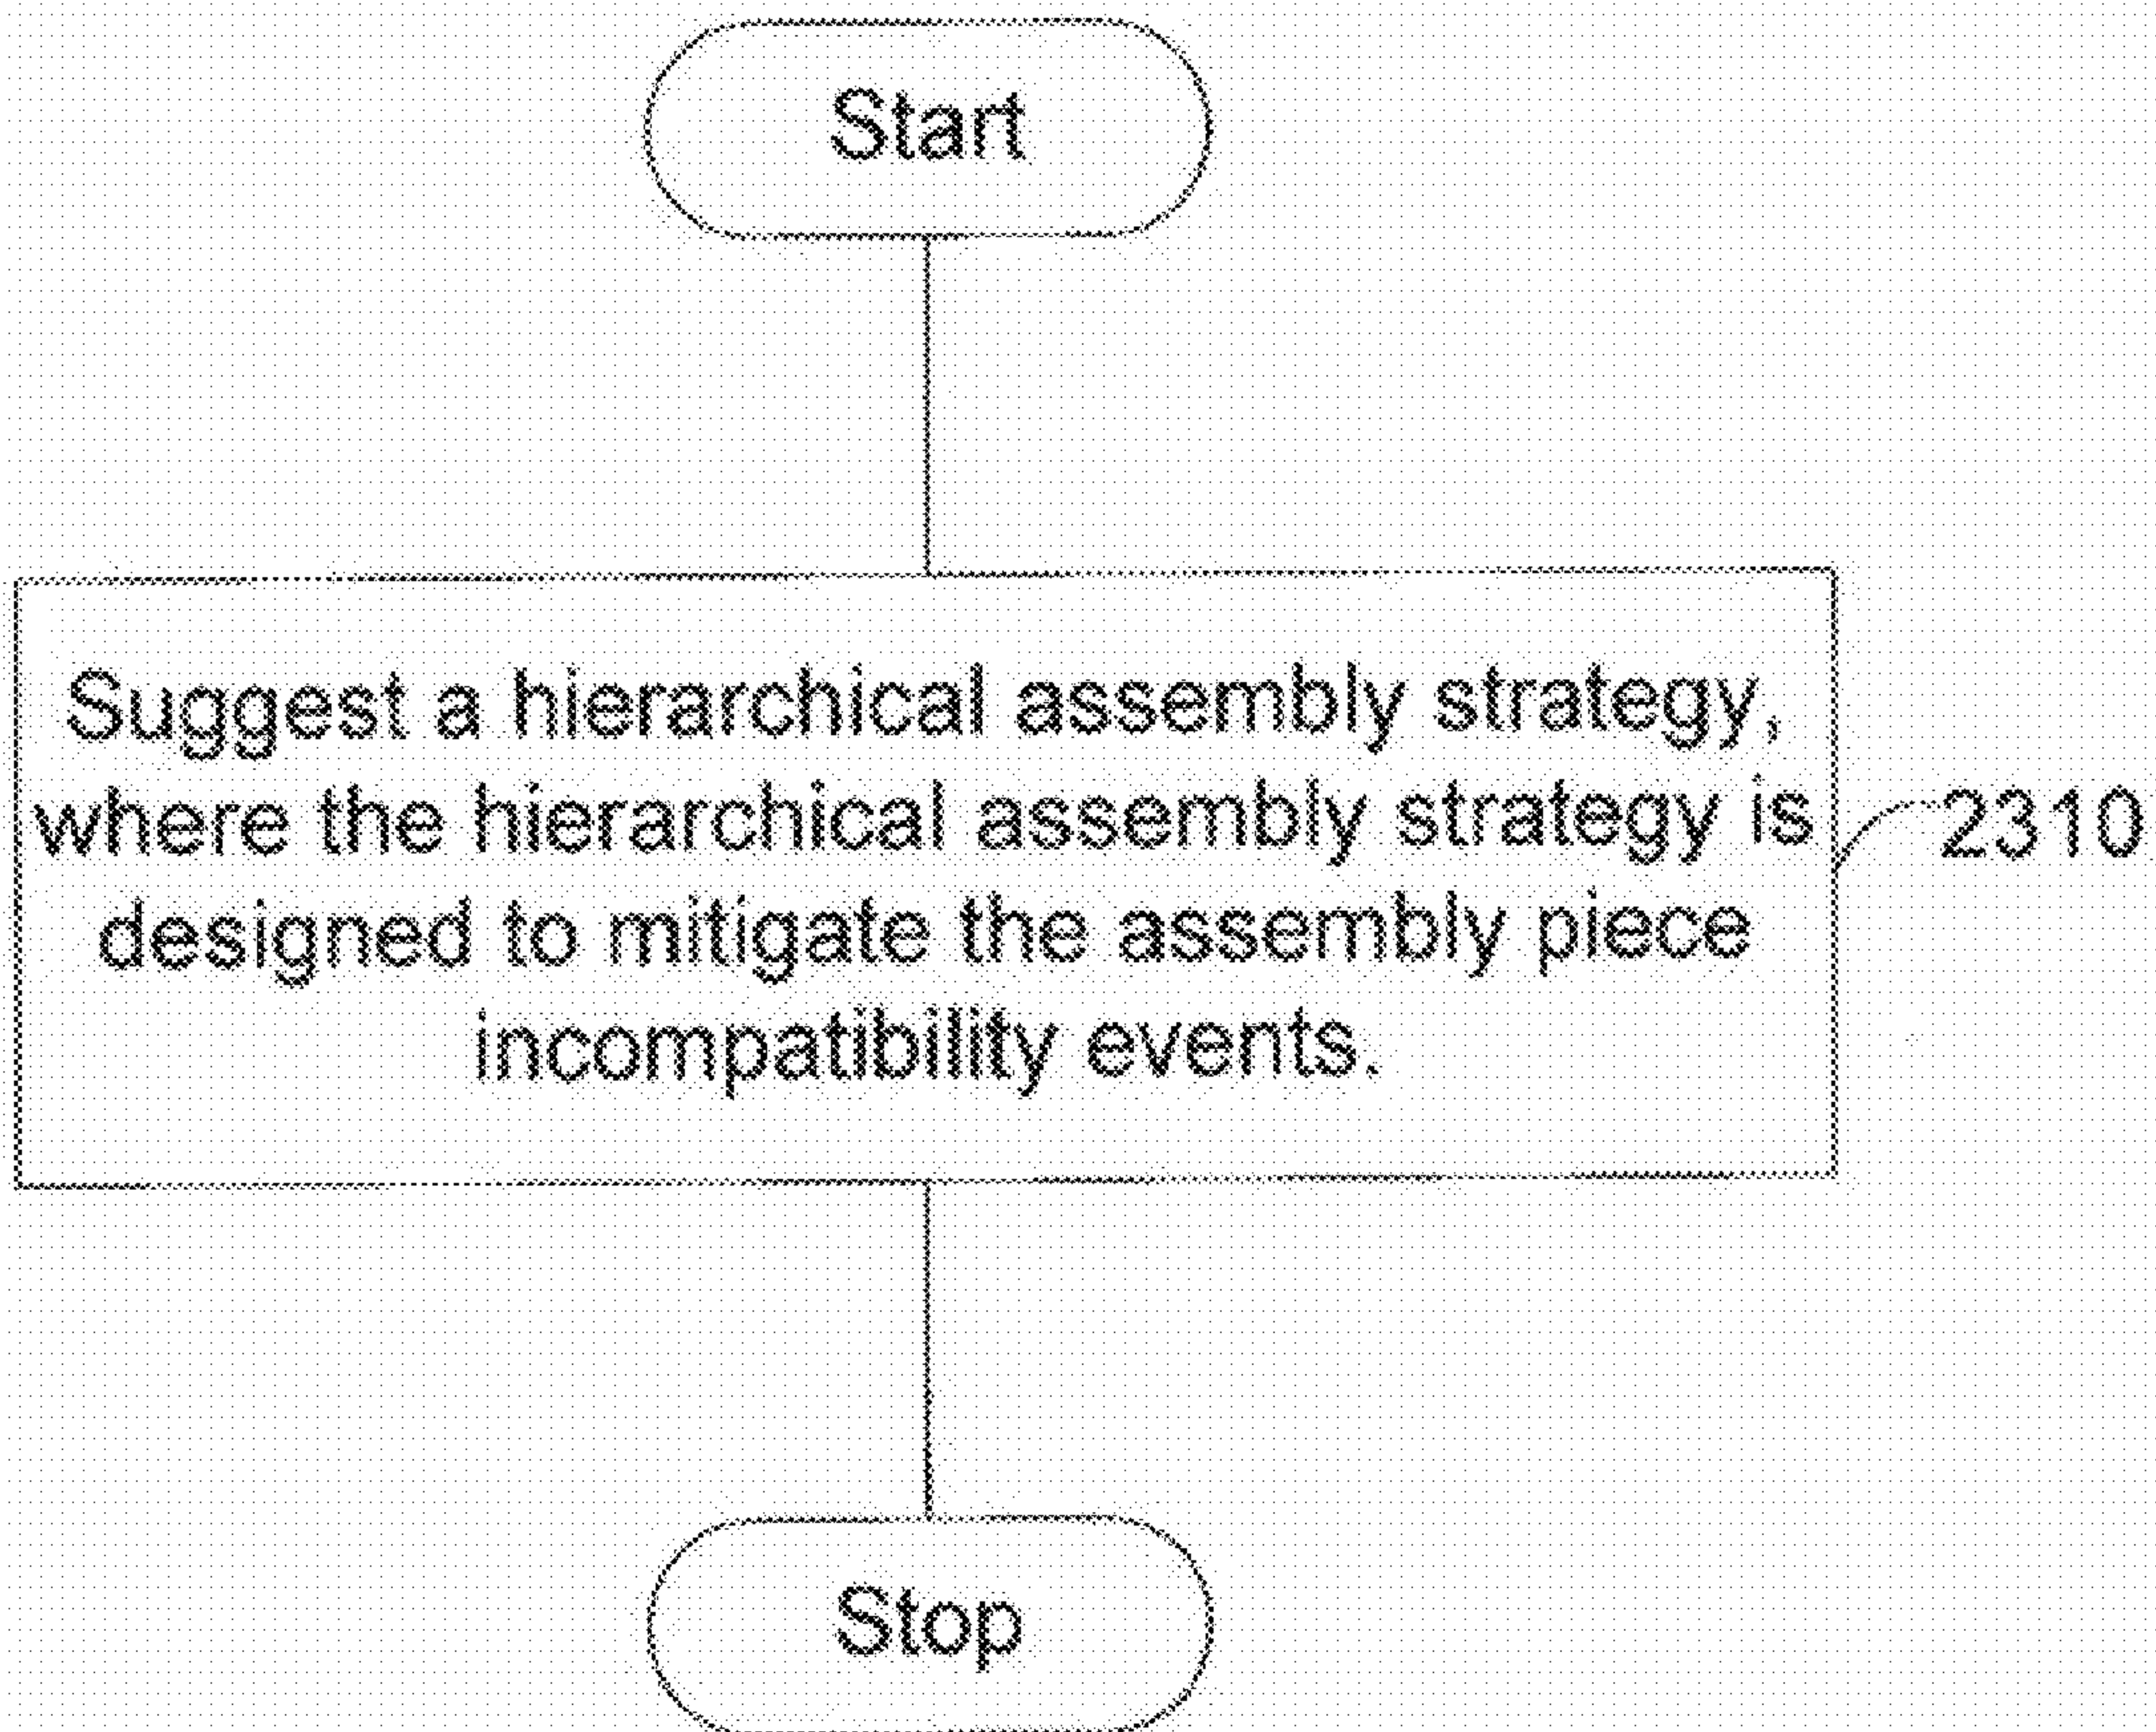 Start
Suggest a hierarchical assembly strategy,
where the hierarchical assembly strategy is
designed to mitigate the assembly piece
incompatibility events.
2310
Stop